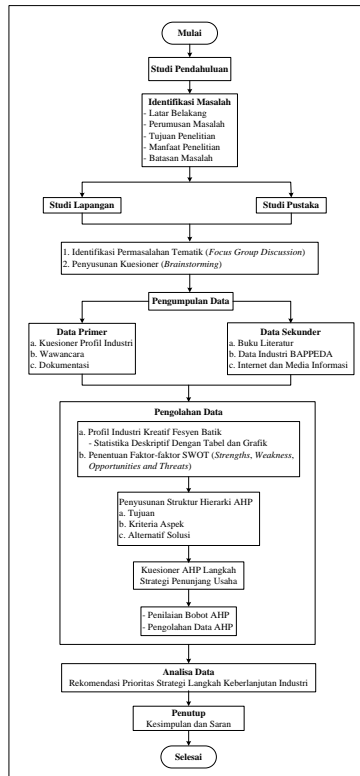 Mulai
Studi Pendahuluan
Identifikasi Masalah
- Latar Belakang
- Perumusan Masalah
- Tujuan Penelitian
- Manfaat Penelitian
- Batasan Masalah
Studi Lapangan
Studi Pustaka
1. Identifikasi Permasalahan Tematik (Focus Group Discussion)
2. Penyusunan Kuesioner (Brainstorming)
Pengumpulan Data
Data Primer
a. Kuesioner Profil Industri
b. Wawancara
c. Dokumentasi
Data Sekunder
a. Buku Literatur
b. Data Industri BAPPEDA
c. Internet dan Media Informasi
Pengolahan Data
a. Profil Industri Kreatif Fesyen Batik
- Statistika Deskriptif Dengan Tabel dan Grafik
b. Penentuan Faktor-faktor SWOT (Strengths, Weakness,
Opportunities and Threats)
Penyusunan Struktur Hierarki AHP
a. Tujuan
b. Kriteria Aspek
c. Alternatif Solusi
Kuesioner AHP Langkah
Strategi Penunjang Usaha
- Penilaian Bobot AHP
- Pengolahan Data AHP
Analisa Data
Rekomendasi Prioritas Strategi Langkah Keberlanjutan Industri
Penutup
Kesimpulan dan Saran
Selesai